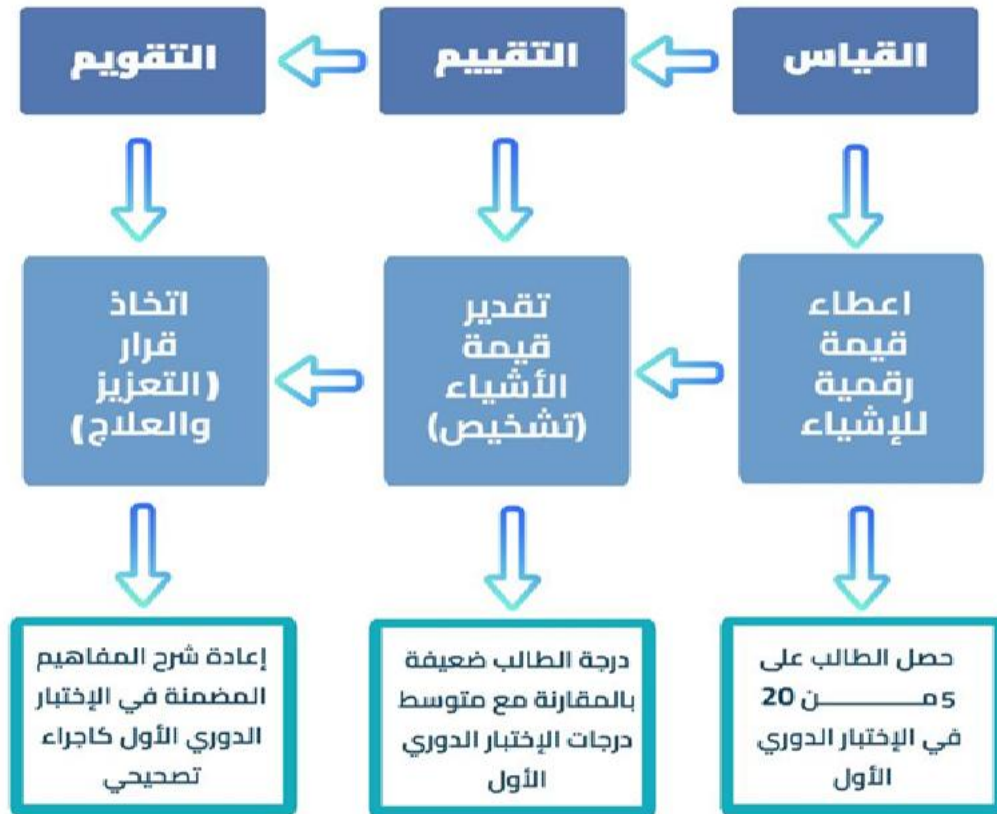 القياس
التقييم
التقويم
اعطاء
قيمة
رقمية
للإشياء
تقدير
قيمة
الأشياء
(تشخيص)
اتخاذ
قرار
(التعزيز
والعلاج)
حصل الطالب على
5 مـــــــن 20
في الإختبار الدوري
الأول
درجة الطالب ضعيفة
بالمقارنة مع متوسط
درجات الإختبار الدوري
الأول
إعادة شرح المفاهيم
المضمنة في الإختبار
الدوري الأول كاجراء
تصحيحي